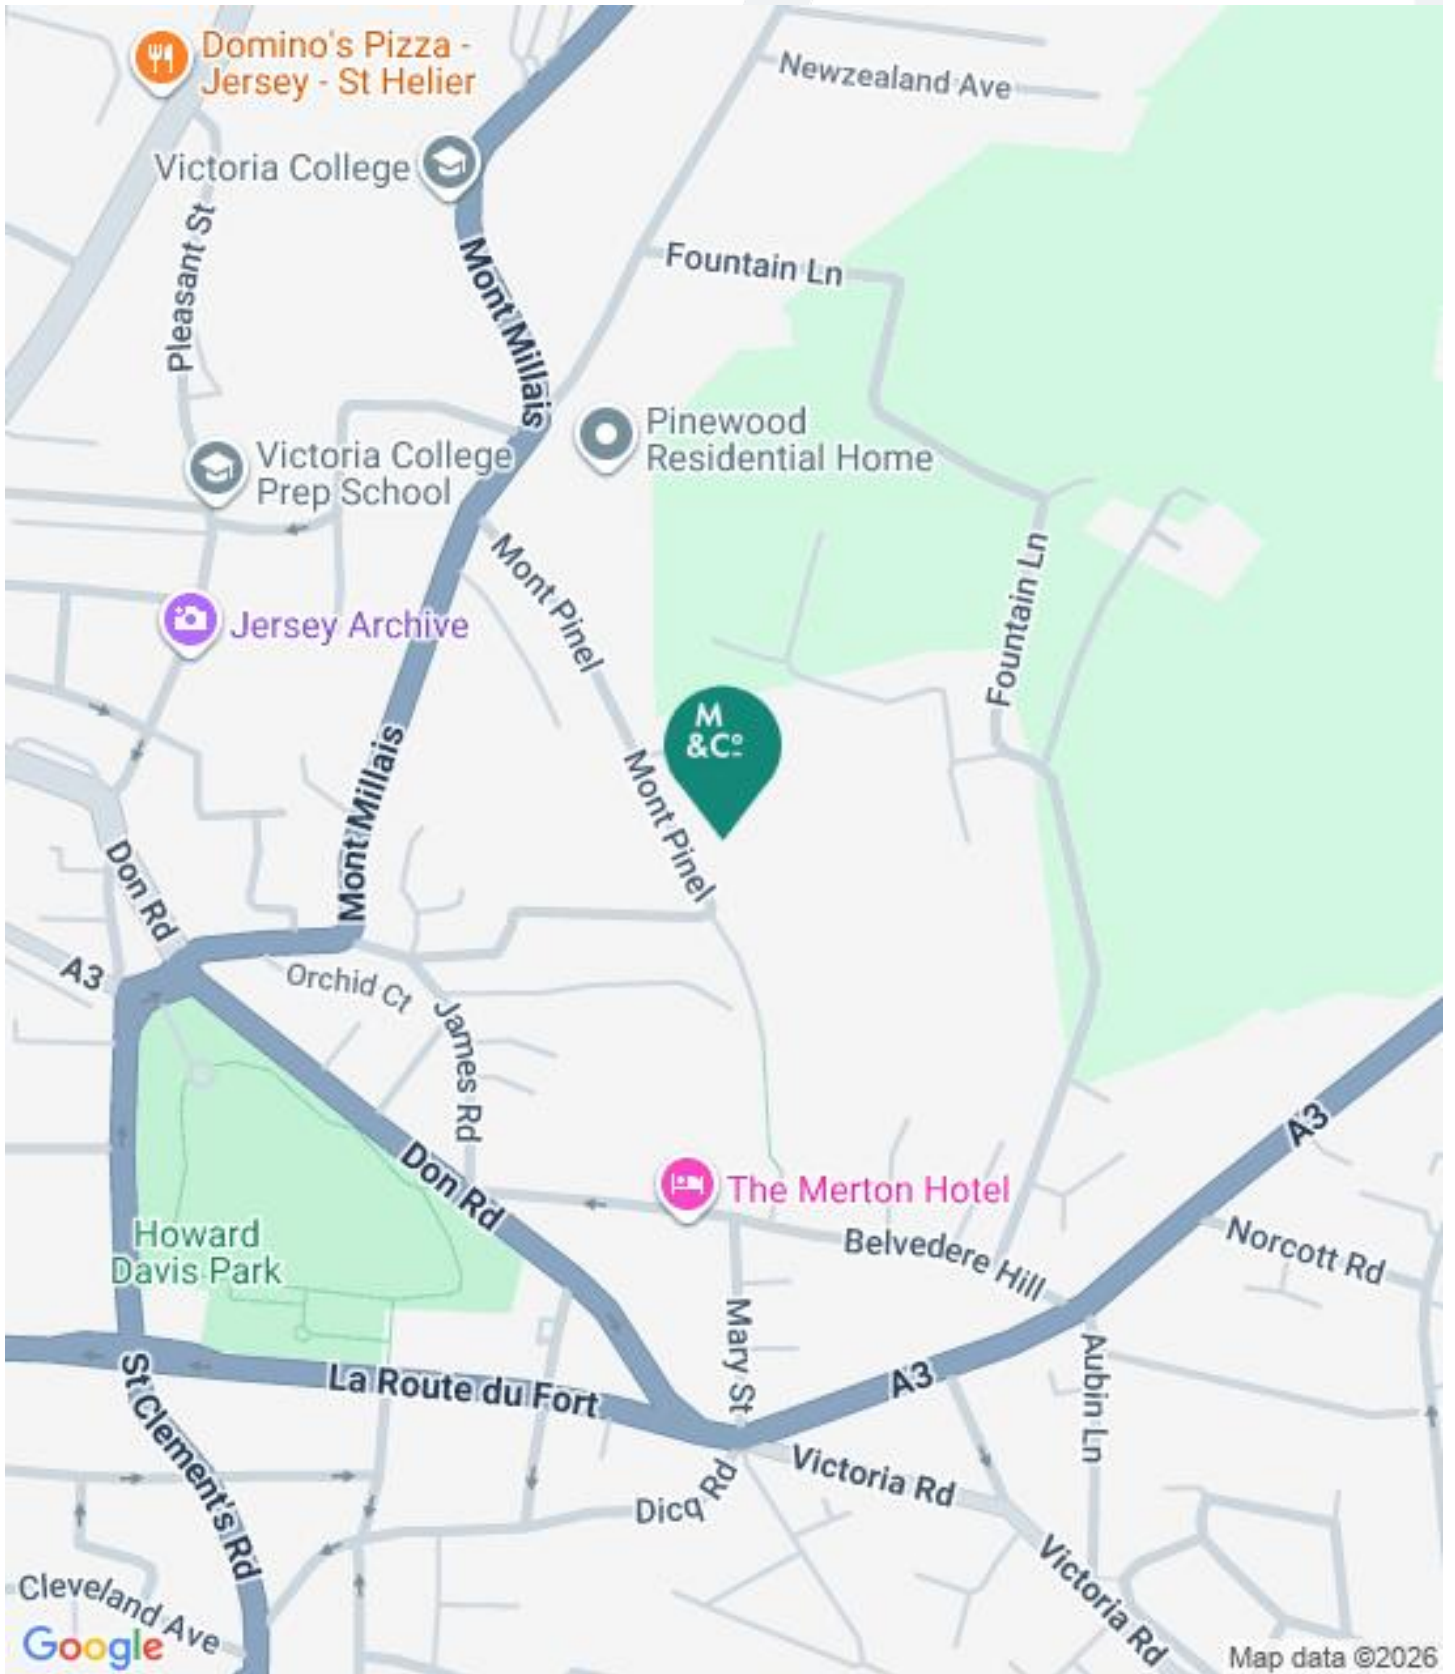 Domino's Pizza -
Jersey - St Helier
Newzealand Ave
Victoria College
Pleasant St
Mont Millais
Fountain Ln
Pinewood
Residential Home
Victoria College
Prep School
Mont Pinel
Fountain Ln
Jersey Archive
M
&Cº
Mont Millais
Mont Pinel
Don Rd
A3
Orchid Ct
James Rd
A3
Don Rd
The Merton Hotel
Howard
Davis Park
Belvedere Hill
Norcott Rd
Mary St
A3
Aubin Ln
La Route du Fort
St Clement's Rd
Victoria Rd
Dicq Rd
Victoria Rd
Cleveland Ave
Google
Map data ©2026